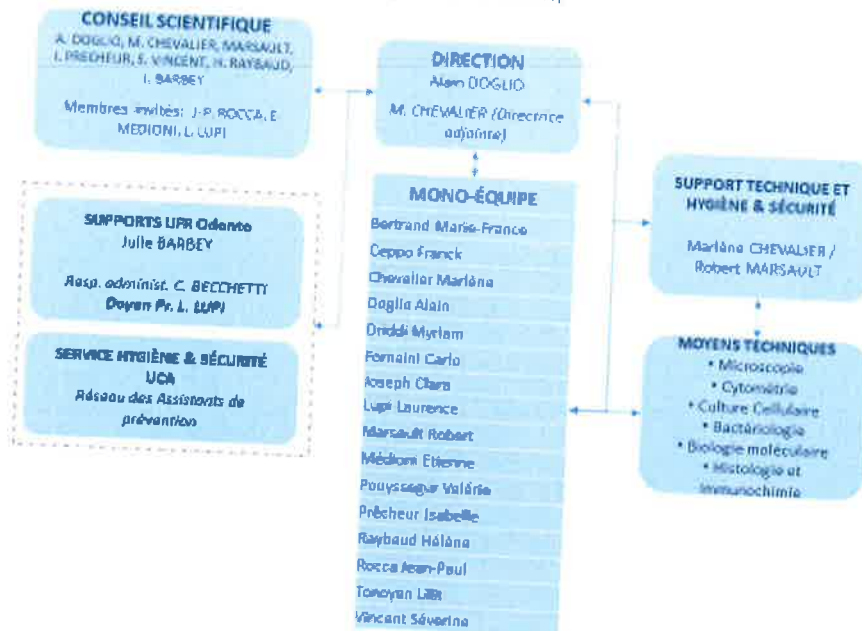 CONSEIL SCIENTIFIQUE
A. DOGLIO, M. CHEVALIER, MARSAULT,
I. PRECHEUR, S. VINCENT, H. RAYBAUD,
J. BARBEY
Membres invités: J-P. ROCCA, E.
MEDIONI, L. LUPI
DIRECTION
Alain DOGLIO
M. CHEVALIER (Directrice
adjointe)
SUPPORTS UFR Odonto
Julie BARBEY
Resp. administ. C. BECCHETTI
Doyen Pr. L. LUPI
SERVICE HYGIÈNE & SÉCURITÉ
UCA
Réseau des Assistants de
prévention
MONO-ÉQUIPE
Bertrand Marie-France
Ceppo Franck
Chevalier Marlène
Doglio Alain
Driddi Myriam
Fornaini Carlo
Joseph Clara
Lupi Laurence
Marsault Robert
Médioni Etienne
Pouyssegur Valérie
Prêcheur Isabelle
Raybaud Hélène
Rocca Jean-Paul
Tonoyan Lilit
Vincent Séverine
SUPPORT TECHNIQUE ET
HYGIÈNE & SÉCURITÉ
Marlène CHEVALIER /
Robert MARSAULT
MOYENS TECHNIQUES
• Microscopie
• Cytométrie
• Culture Cellulaire
• Bactériologie
• Biologie moléculaire
• Histologie et
immunochimie